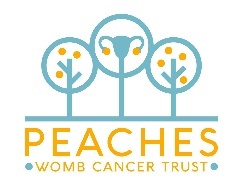 PEACHES
• WOMB CANCER TRUST •